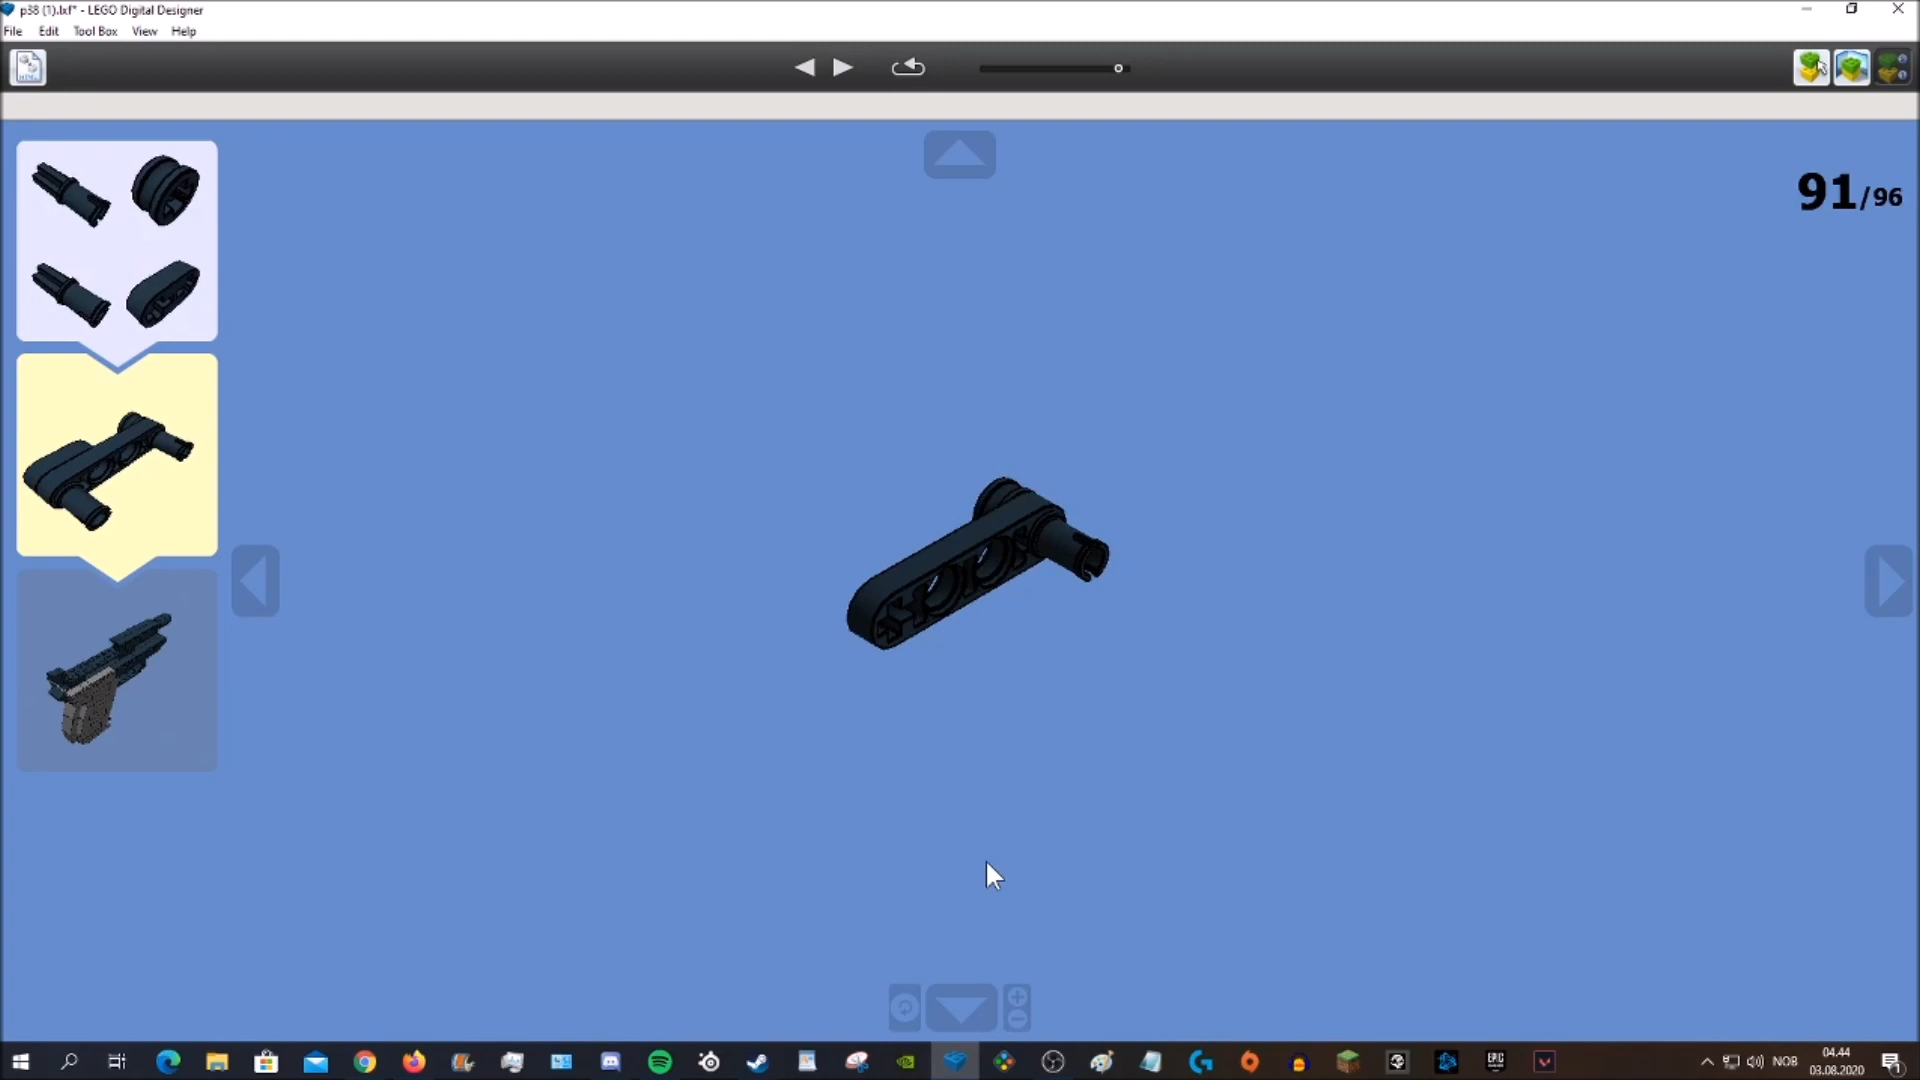 p38 (1).lxf* - LEGO Digital Designer
File Edit Tool Box View Help
91/96
NOB
04.44
03.08.2020
1